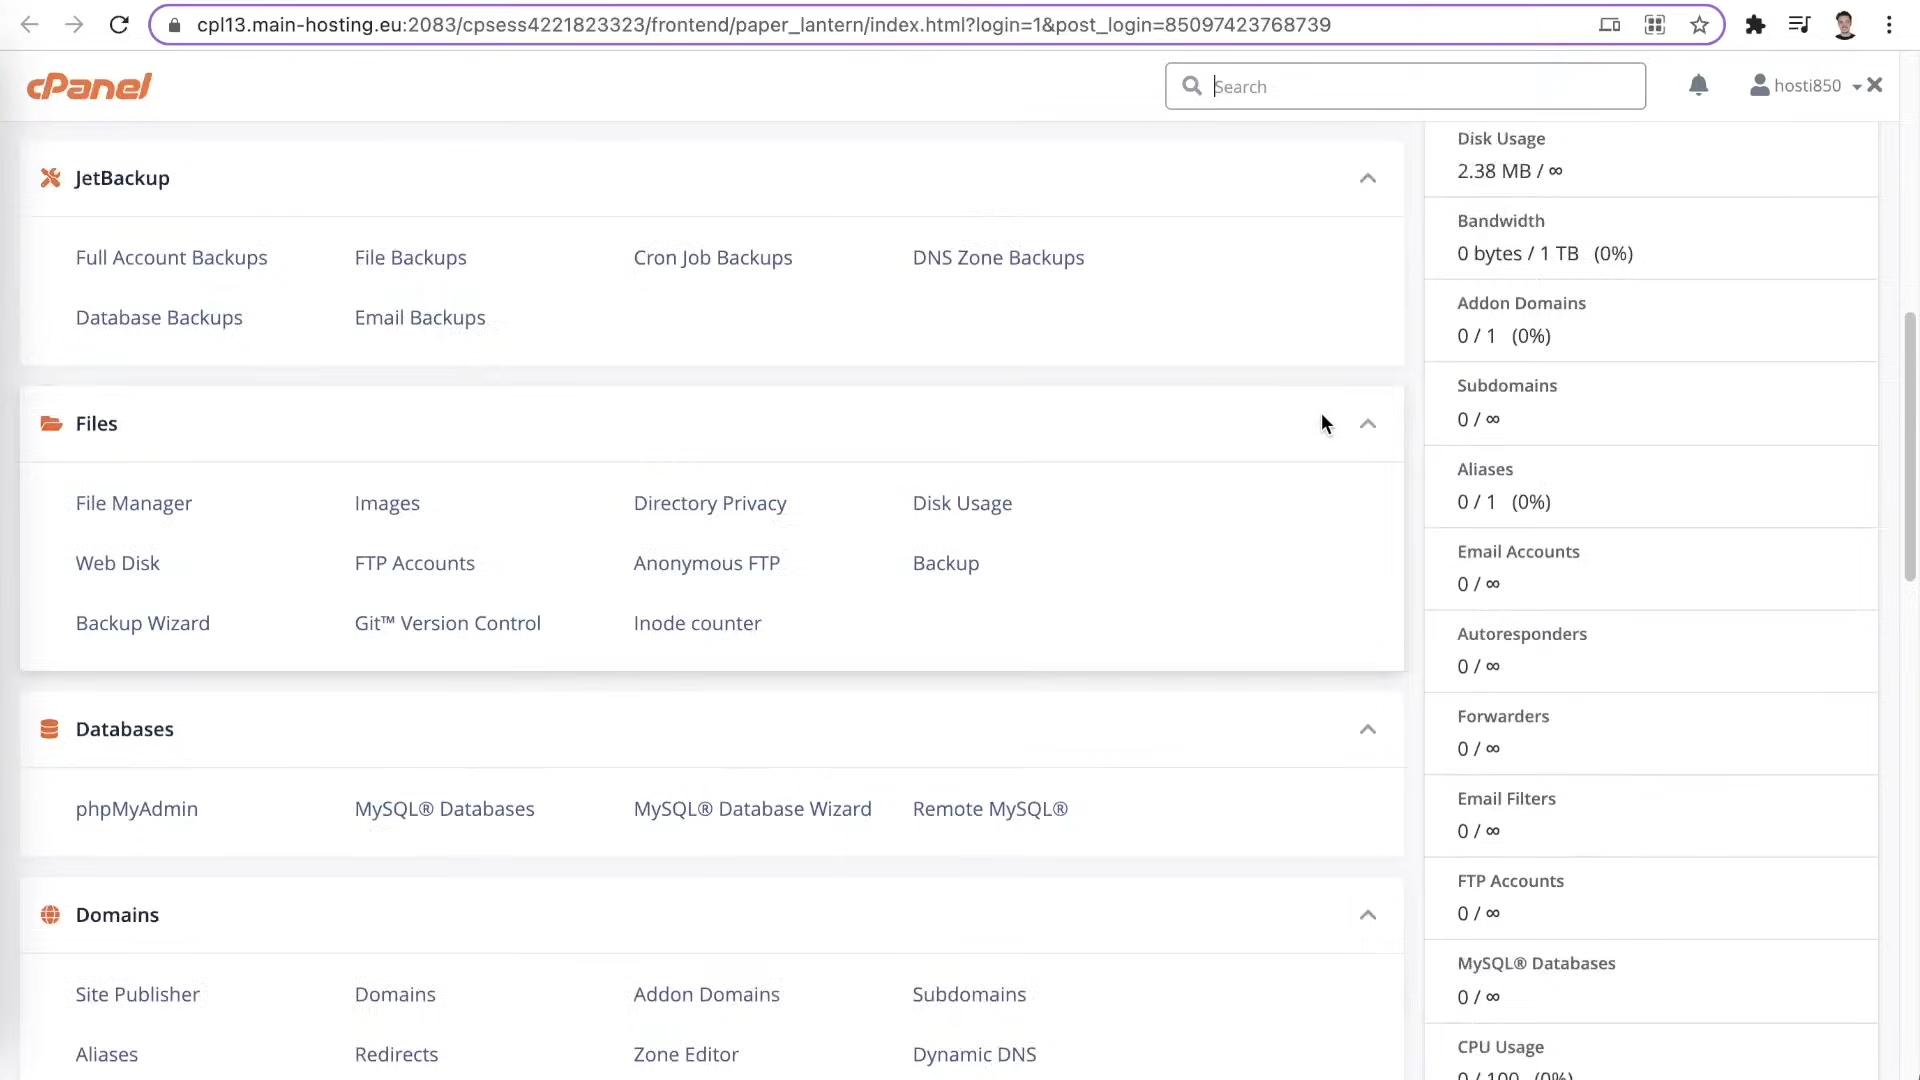 cpl13.main-hosting.eu:2083/cpsess4221823323/frontend/paper_lantern/index.html?login=1&post_login=85097423768739
cPanel
Search
hosti850
JetBackup
Full Account Backups File Backups Cron Job Backups DNS Zone Backups
Database Backups Email Backups
Files
File Manager Images Directory Privacy Disk Usage
Web Disk FTP Accounts Anonymous FTP Backup
Backup Wizard Git™ Version Control Inode counter
Databases
phpMyAdmin MySQL® Databases MySQL® Database Wizard Remote MySQL®
Domains
Site Publisher Domains Addon Domains Subdomains
Aliases Redirects Zone Editor Dynamic DNS
Disk Usage
2.38 MB / ∞
Bandwidth
0 bytes / 1 TB (0%)
Addon Domains
0 / 1 (0%)
Subdomains
0 / ∞
Aliases
0 / 1 (0%)
Email Accounts
0 / ∞
Autoresponders
0 / ∞
Forwarders
0 / ∞
Email Filters
0 / ∞
FTP Accounts
0 / ∞
MySQL® Databases
0 / ∞
CPU Usage
0 / 100 (0%)